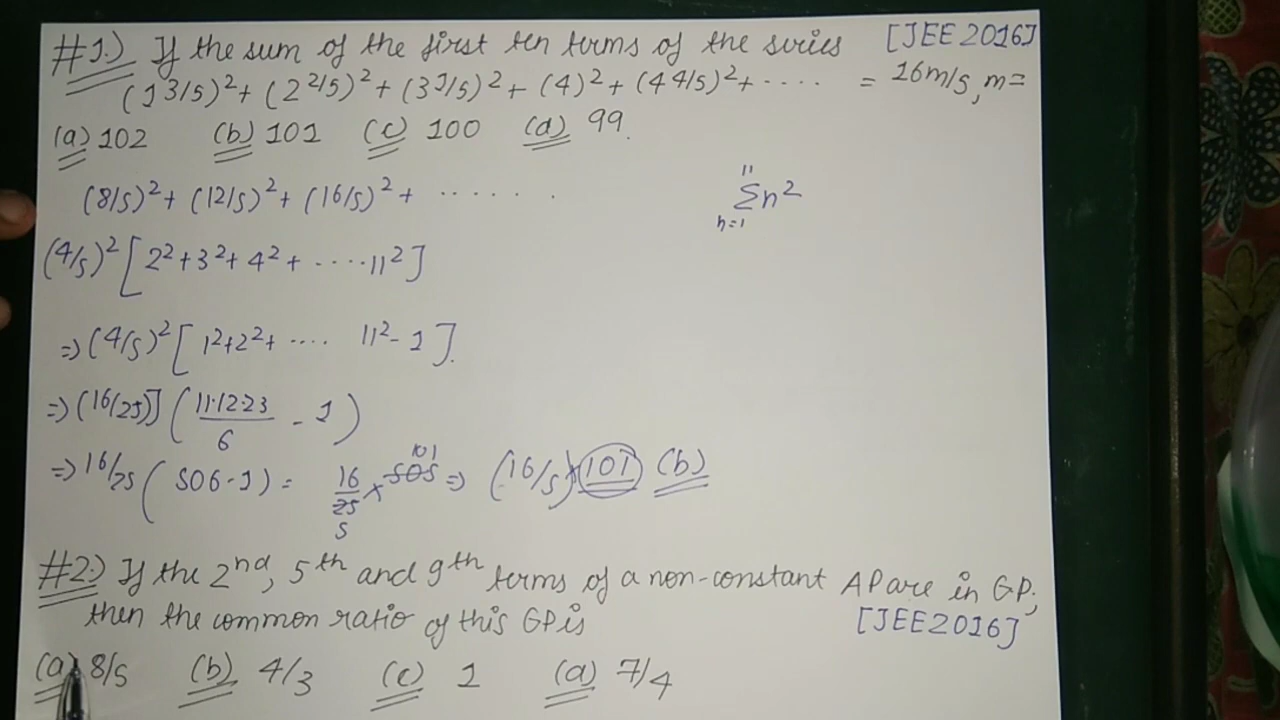 #1.) If the sum of the first ten terms of the series [JEE 2016]
(1 3/5)² + (2 2/5)² + (3 1/5)² + (4)² + (4 4/5)² + ···· = 16m/5, m=
(a) 102 (b) 101 (c) 100 (d) 99.
(8/5)² + (12/5)² + (16/5)² + ······
11
Σn²
n=1
(4/5)² [2² + 3² + 4² + ····11²]
⇒ (4/5)² [1²+2²+ ···· 11² - 1].
⇒ (16/25)] (11·12·23/6 - 1)
⇒ 16/25 (506-1) = 16/25 5 × 505 101 ⇒ (16/5)×101 (b)
#2.) If the 2nd, 5th and 9th terms of a non-constant AP are in GP,
then the common ratio of this GP is [JEE 2016]
(a) 8/5 (b) 4/3 (c) 1 (d) 7/4